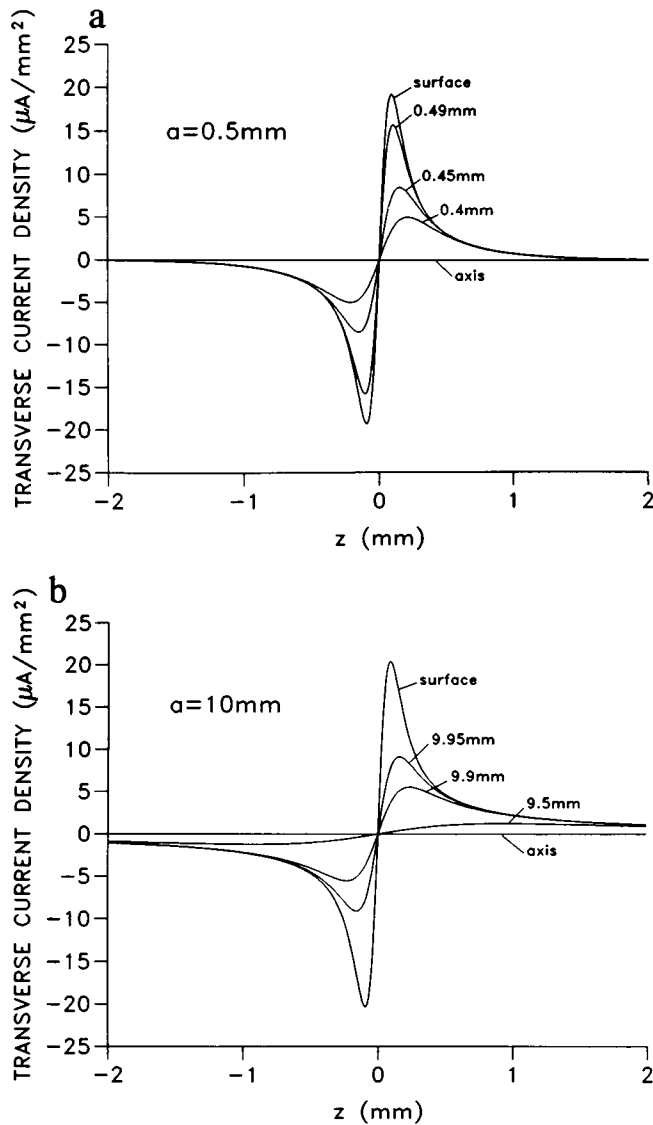 a
25
20
15
10
5
0
−5
−10
−15
−20
−25
TRANSVERSE CURRENT DENSITY (μA/mm²)
a=0.5mm
surface
0.49mm
0.45mm
0.4mm
axis
−2
−1
0
1
2
z (mm)
b
25
20
15
10
5
0
−5
−10
−15
−20
−25
TRANSVERSE CURRENT DENSITY (μA/mm²)
a=10mm
surface
9.95mm
9.9mm
9.5mm
axis
−2
−1
0
1
2
z (mm)